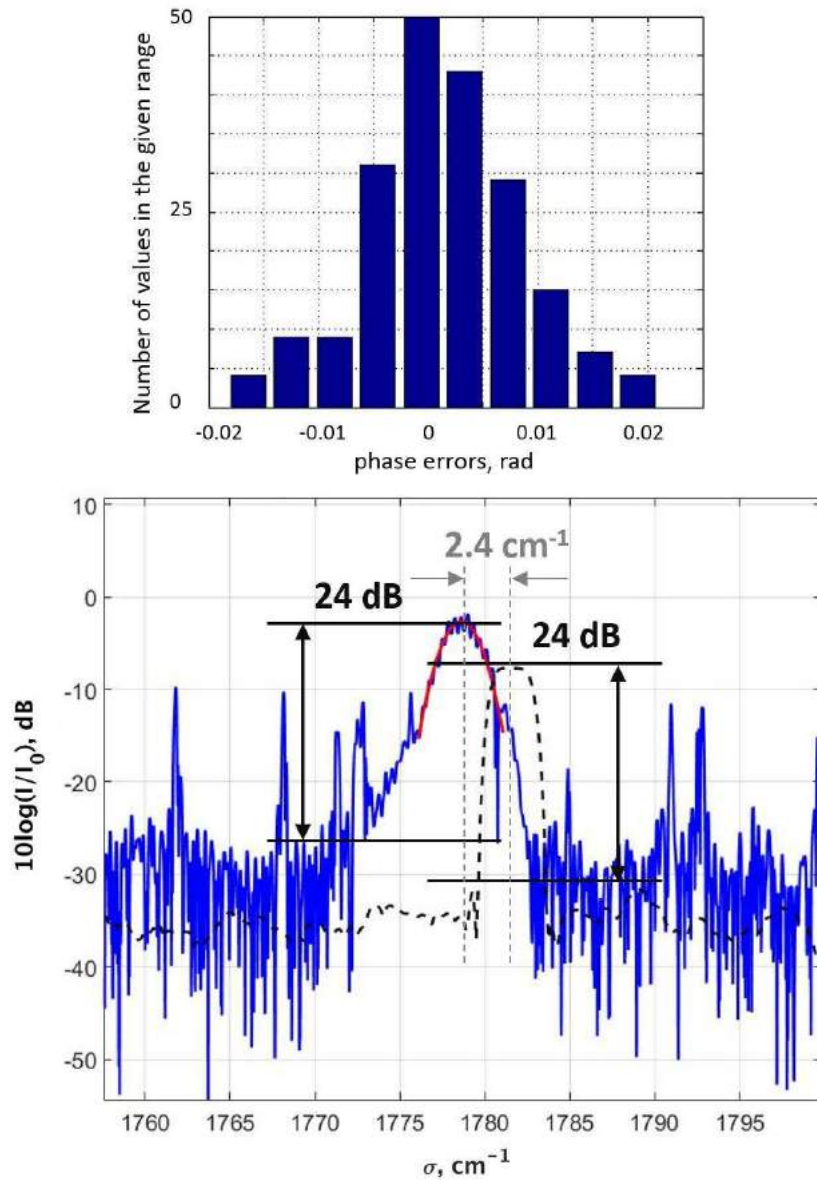 Number of values in the given range
50
25
0
-0.02 -0.01 0 0.01 0.02
phase errors, rad
10log(I/I₀), dB
10
0
-10
-20
-30
-40
-50
2.4 cm⁻¹
24 dB
24 dB
1760 1765 1770 1775 1780 1785 1790 1795
σ, cm⁻¹